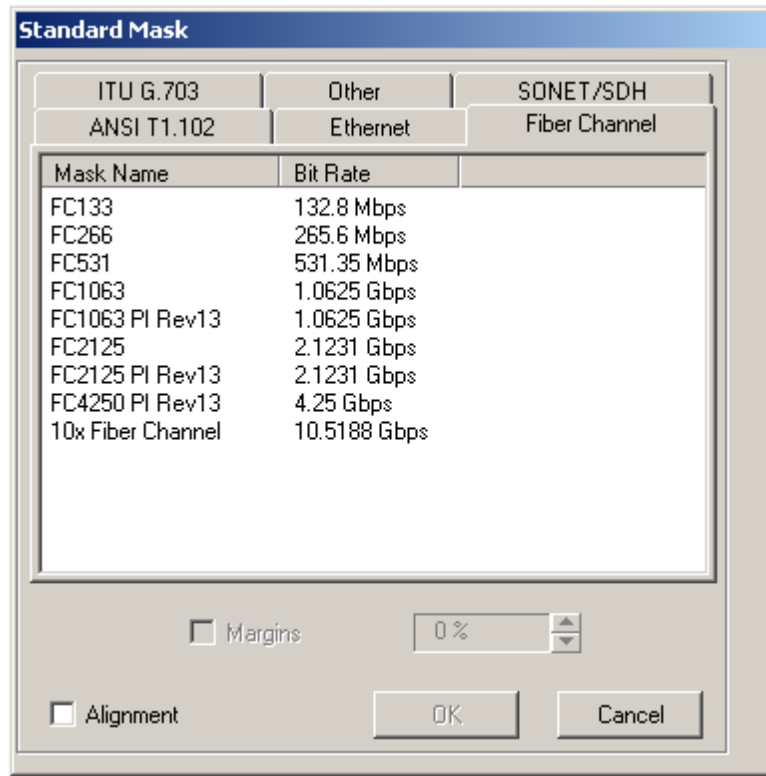 Standard Mask
ITU G.703 Other SONET/SDH
ANSI T1.102 Ethernet Fiber Channel
Mask Name Bit Rate
FC133 132.8 Mbps
FC266 265.6 Mbps
FC531 531.35 Mbps
FC1063 1.0625 Gbps
FC1063 PI Rev13 1.0625 Gbps
FC2125 2.1231 Gbps
FC2125 PI Rev13 2.1231 Gbps
FC4250 PI Rev13 4.25 Gbps
10x Fiber Channel 10.5188 Gbps
Margins 0 %
Alignment OK Cancel